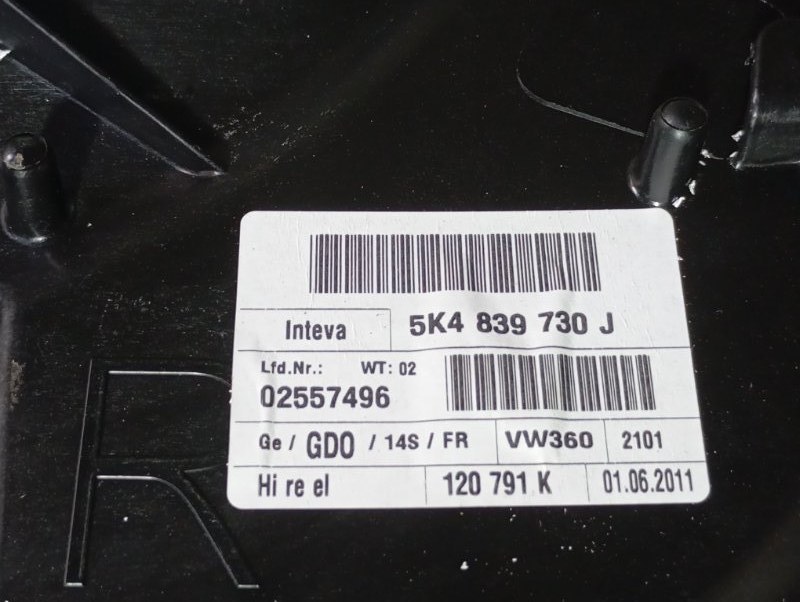 Inteva 5K4 839 730 J
Lfd.Nr.: WT: 02
02557496
Ge / GDO / 14S / FR VW360 2101
Hi re el 120 791 K 01.06.2011
R